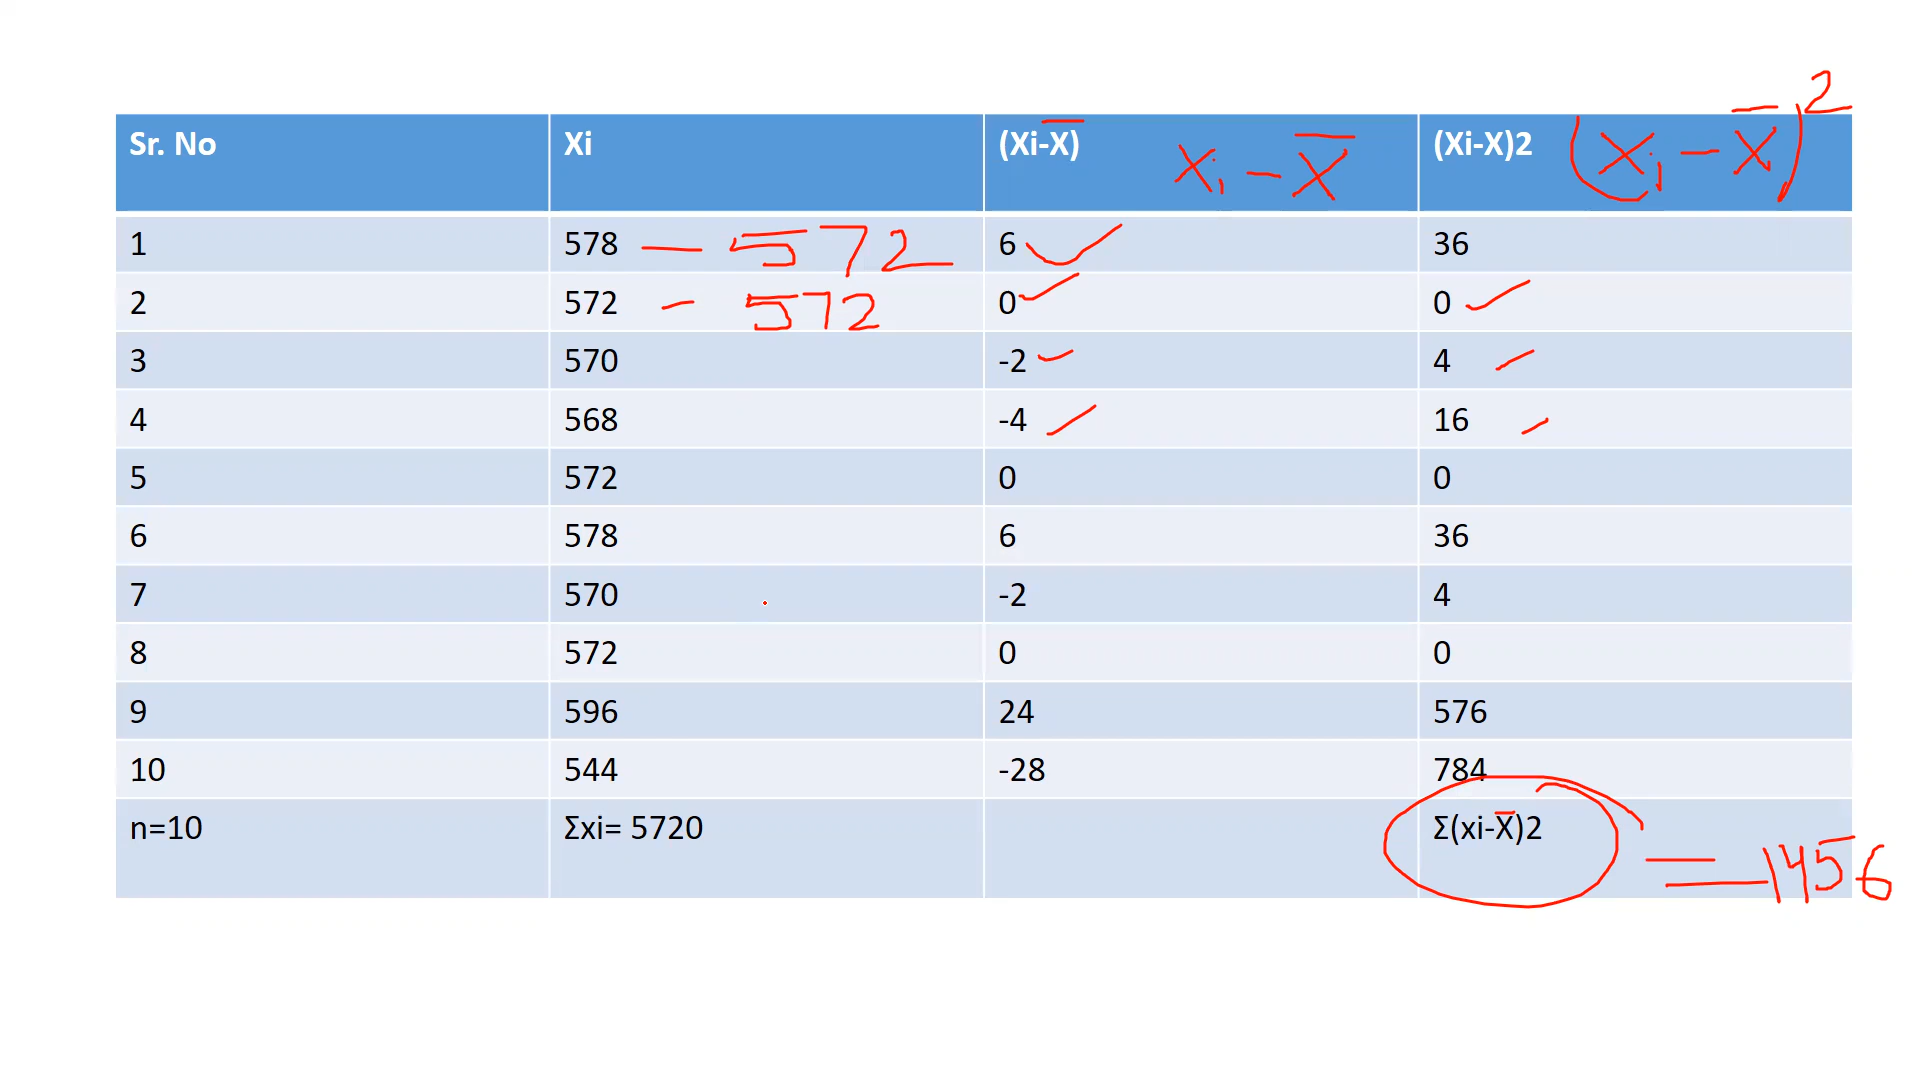 Sr. No Xi (Xi-X̅) Xi - X̅ (Xi-X)2 (Xi - X̅)2
1 578 — 572 6 36
2 572 - 572 0 0
3 570 -2 4
4 568 -4 16
5 572 0 0
6 578 6 36
7 570 -2 4
8 572 0 0
9 596 24 576
10 544 -28 784
n=10 Σxi= 5720 Σ(xi-X̅)2 = 1456